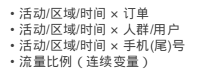 • 活动/区域/时间 × 订单
• 活动/区域/时间 × 人群/用户
• 活动/区域/时间 × 手机(尾)号
• 流量比例（连续变量）